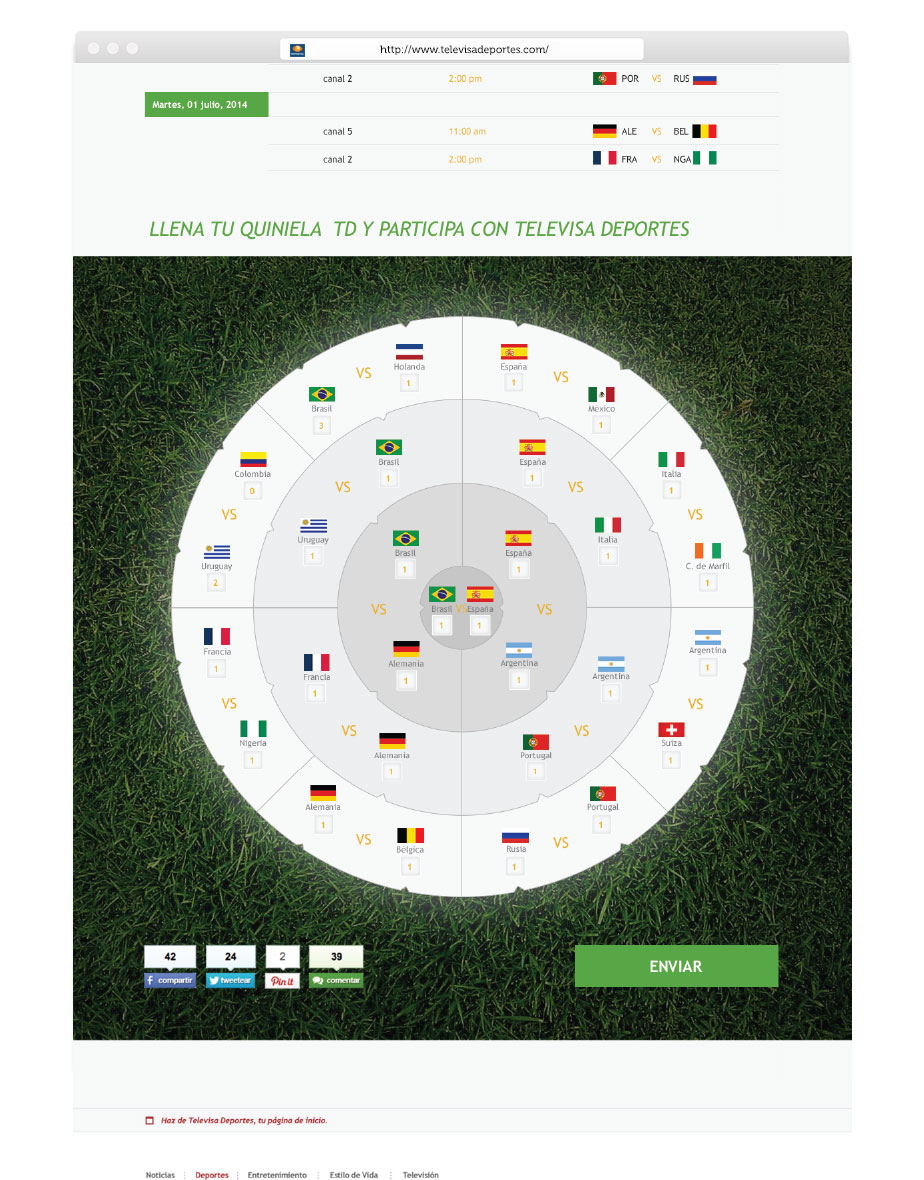 http://www.televisadeportes.com/
canal 2 2:00 pm POR VS RUS
Martes, 01 julio, 2014
canal 5 11:00 am ALE VS BEL
canal 2 2:00 pm FRA VS NGA
LLENA TU QUINIELA TD Y PARTICIPA CON TELEVISA DEPORTES
Holanda
1
VS
Brasil
3
España
1
VS
México
1
Colombia
0
VS
Uruguay
2
Brasil
1
VS
Uruguay
1
España
1
VS
Italia
1
Italia
1
VS
C. de Marfil
1
Brasil
1
VS
Alemania
1
España
1
VS
Argentina
1
Brasil VS España
1 1
Francia
1
VS
Nigeria
1
Francia
1
VS
Alemania
1
Argentina
1
VS
Portugal
1
Argentina
1
VS
Suiza
1
Alemania
1
VS
Bélgica
1
Rusia
1
VS
Portugal
1
42 24 2 39
compartir tweetear Pin it comentar
ENVIAR
Haz de Televisa Deportes, tu página de inicio.
Noticias Deportes Entretenimiento Estilo de Vida Televisión